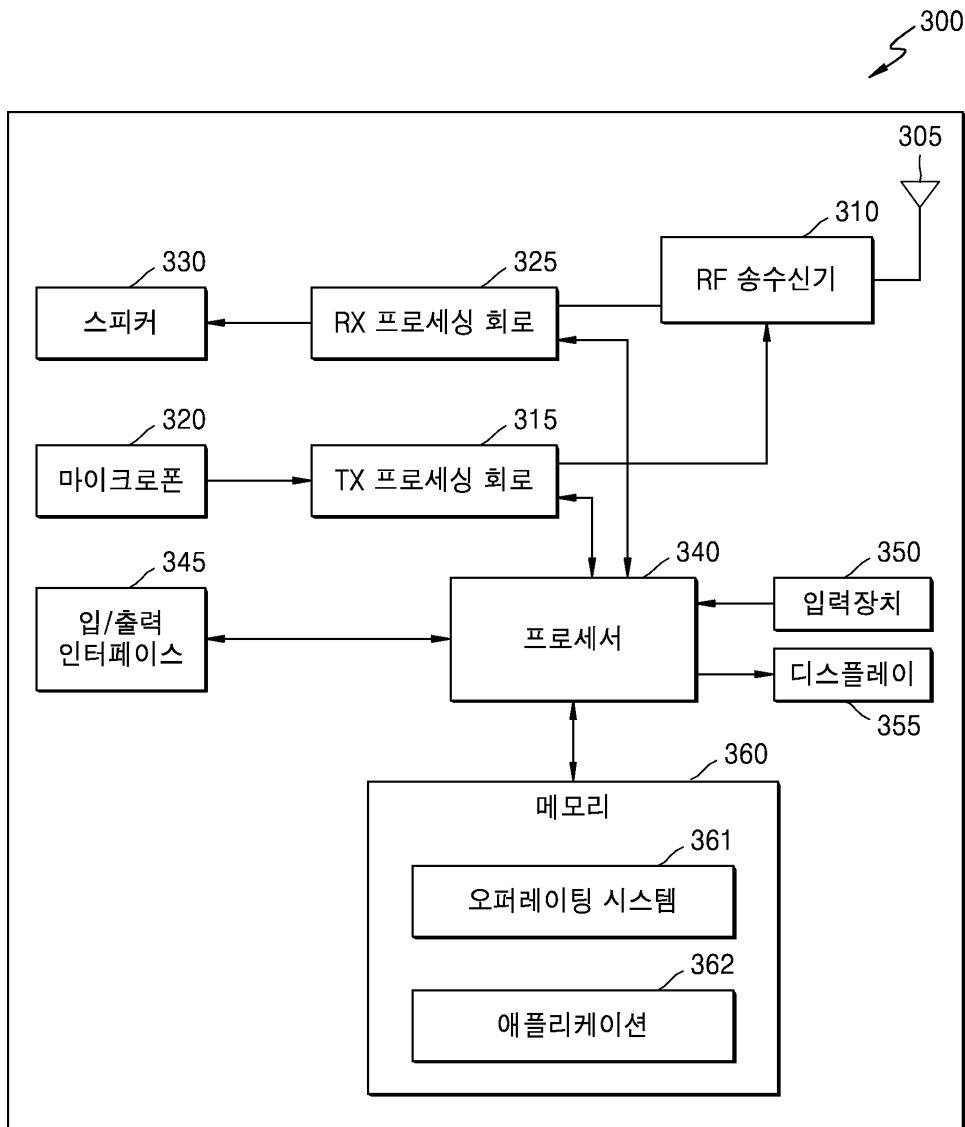 300
305
310
RF 송수신기
330
스피커
325
RX 프로세싱 회로
320
마이크로폰
315
TX 프로세싱 회로
345
입/출력
인터페이스
340
프로세서
350
입력장치
디스플레이
355
360
메모리
361
오퍼레이팅 시스템
362
애플리케이션